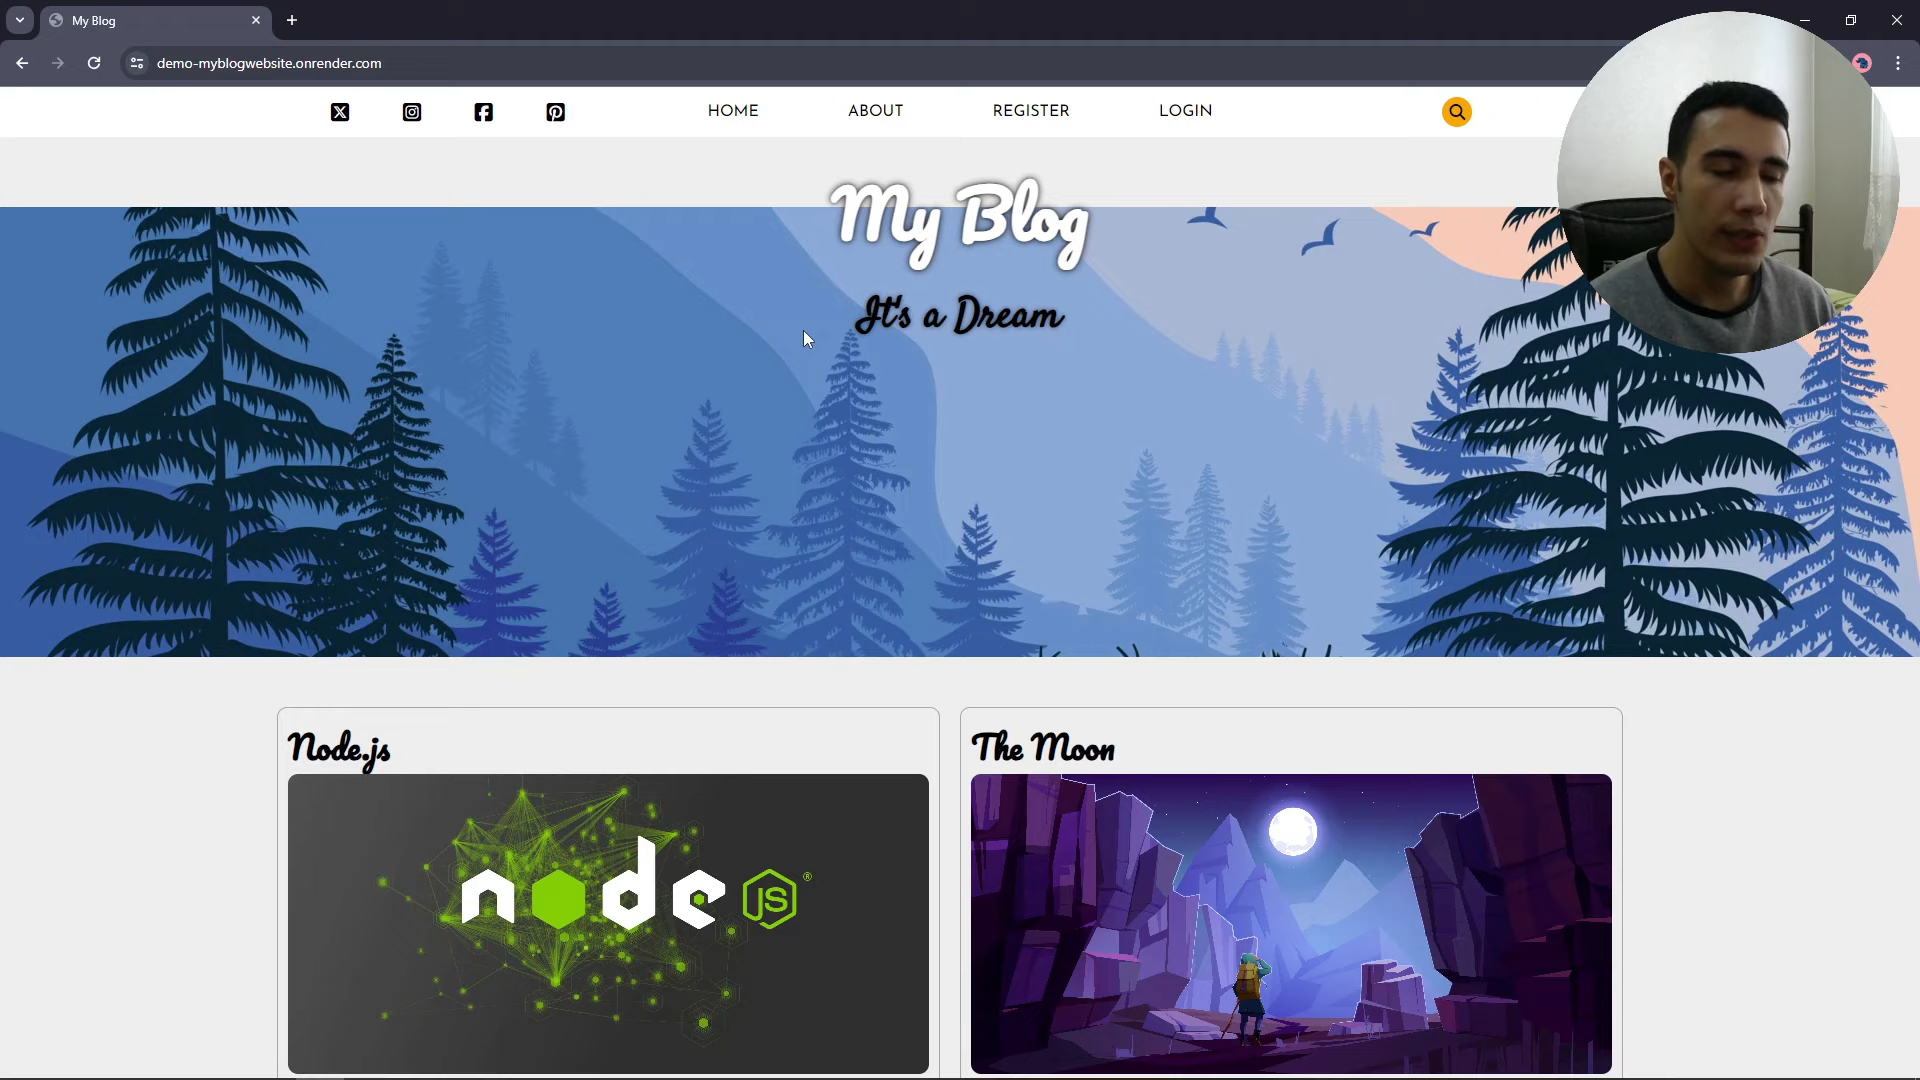 My Blog
demo-myblogwebsite.onrender.com
HOME ABOUT REGISTER LOGIN
My Blog
It's a Dream
Node.js
The Moon
node JS ®